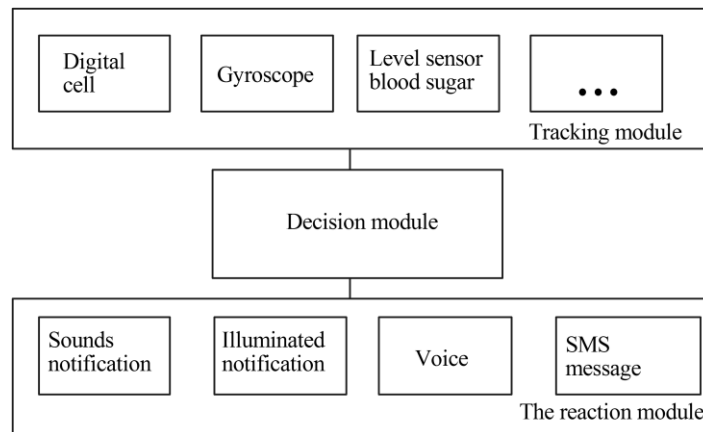 Digital
cell
Gyroscope
Level sensor
blood sugar
...
Tracking module
Decision module
Sounds
notification
Illuminated
notification
Voice
SMS
message
The reaction module